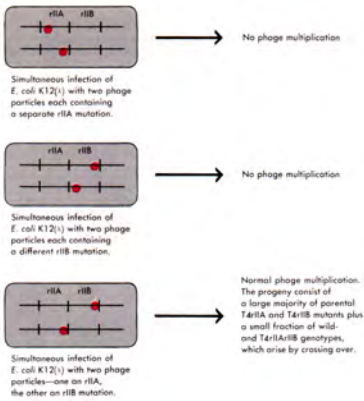 rIIA rIIB
No phage multiplication
Simultaneous infection of
E. coli K12(λ) with two phage
particles each containing
a separate rIIA mutation.
rIIA rIIB
No phage multiplication
Simultaneous infection of
E. coli K12(λ) with two phage
particles each containing
a different rIIB mutation.
rIIA rIIB
Normal phage multiplication.
The progeny consist of
a large majority of parental
T4rIIA and T4rIIB mutants plus
a small fraction of wild-
and T4rIIArIIB genotypes,
which arise by crossing over.
Simultaneous infection of
E. coli K12(λ) with two phage
particles—one an rIIA,
the other an rIIB mutation.